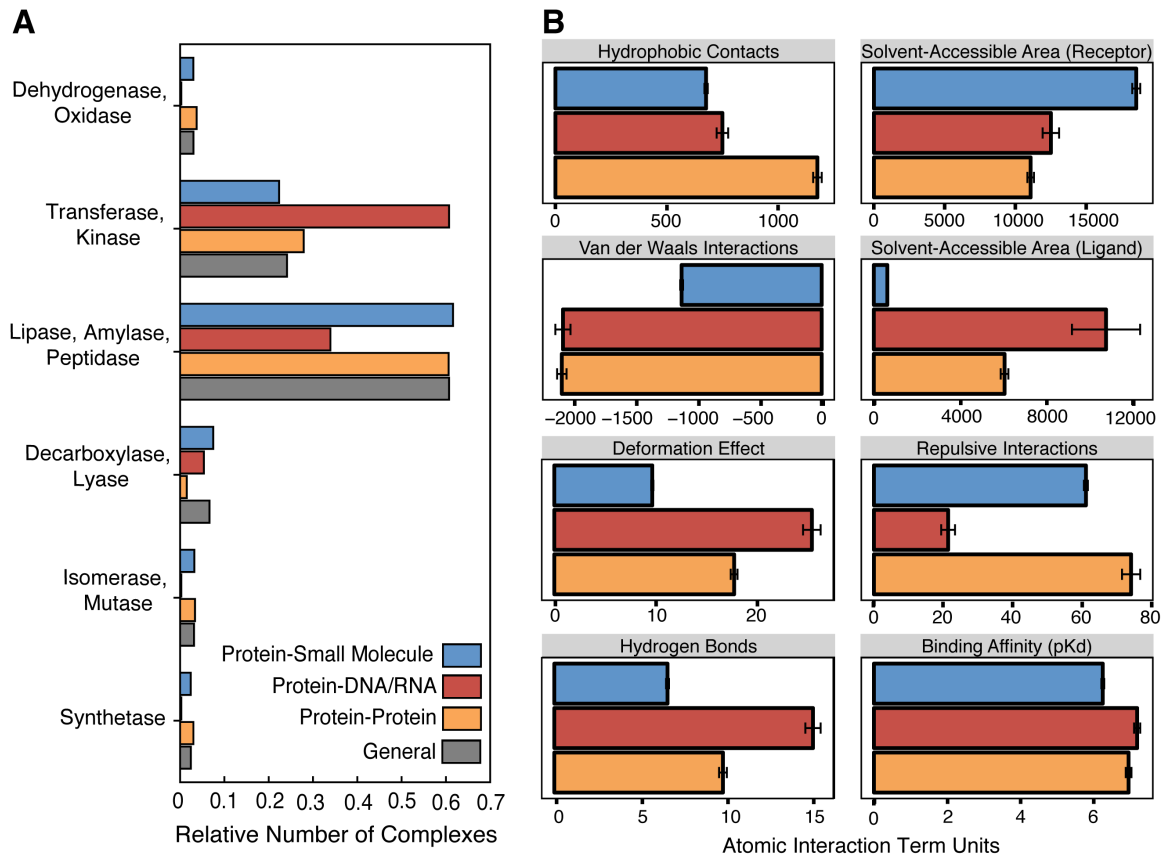 A
Dehydrogenase,
Oxidase
Transferase,
Kinase
Lipase, Amylase,
Peptidase
Decarboxylase,
Lyase
Isomerase,
Mutase
Synthetase
Protein-Small Molecule
Protein-DNA/RNA
Protein-Protein
General
0 0.1 0.2 0.3 0.4 0.5 0.6 0.7
Relative Number of Complexes
B
Hydrophobic Contacts
0 500 1000
Solvent-Accessible Area (Receptor)
0 5000 10000 15000
Van der Waals Interactions
−2000 −1500 −1000 −500 0
Solvent-Accessible Area (Ligand)
0 4000 8000 12000
Deformation Effect
0 10 20
Repulsive Interactions
0 20 40 60 80
Hydrogen Bonds
0 5 10 15
Binding Affinity (pKd)
0 2 4 6
Atomic Interaction Term Units